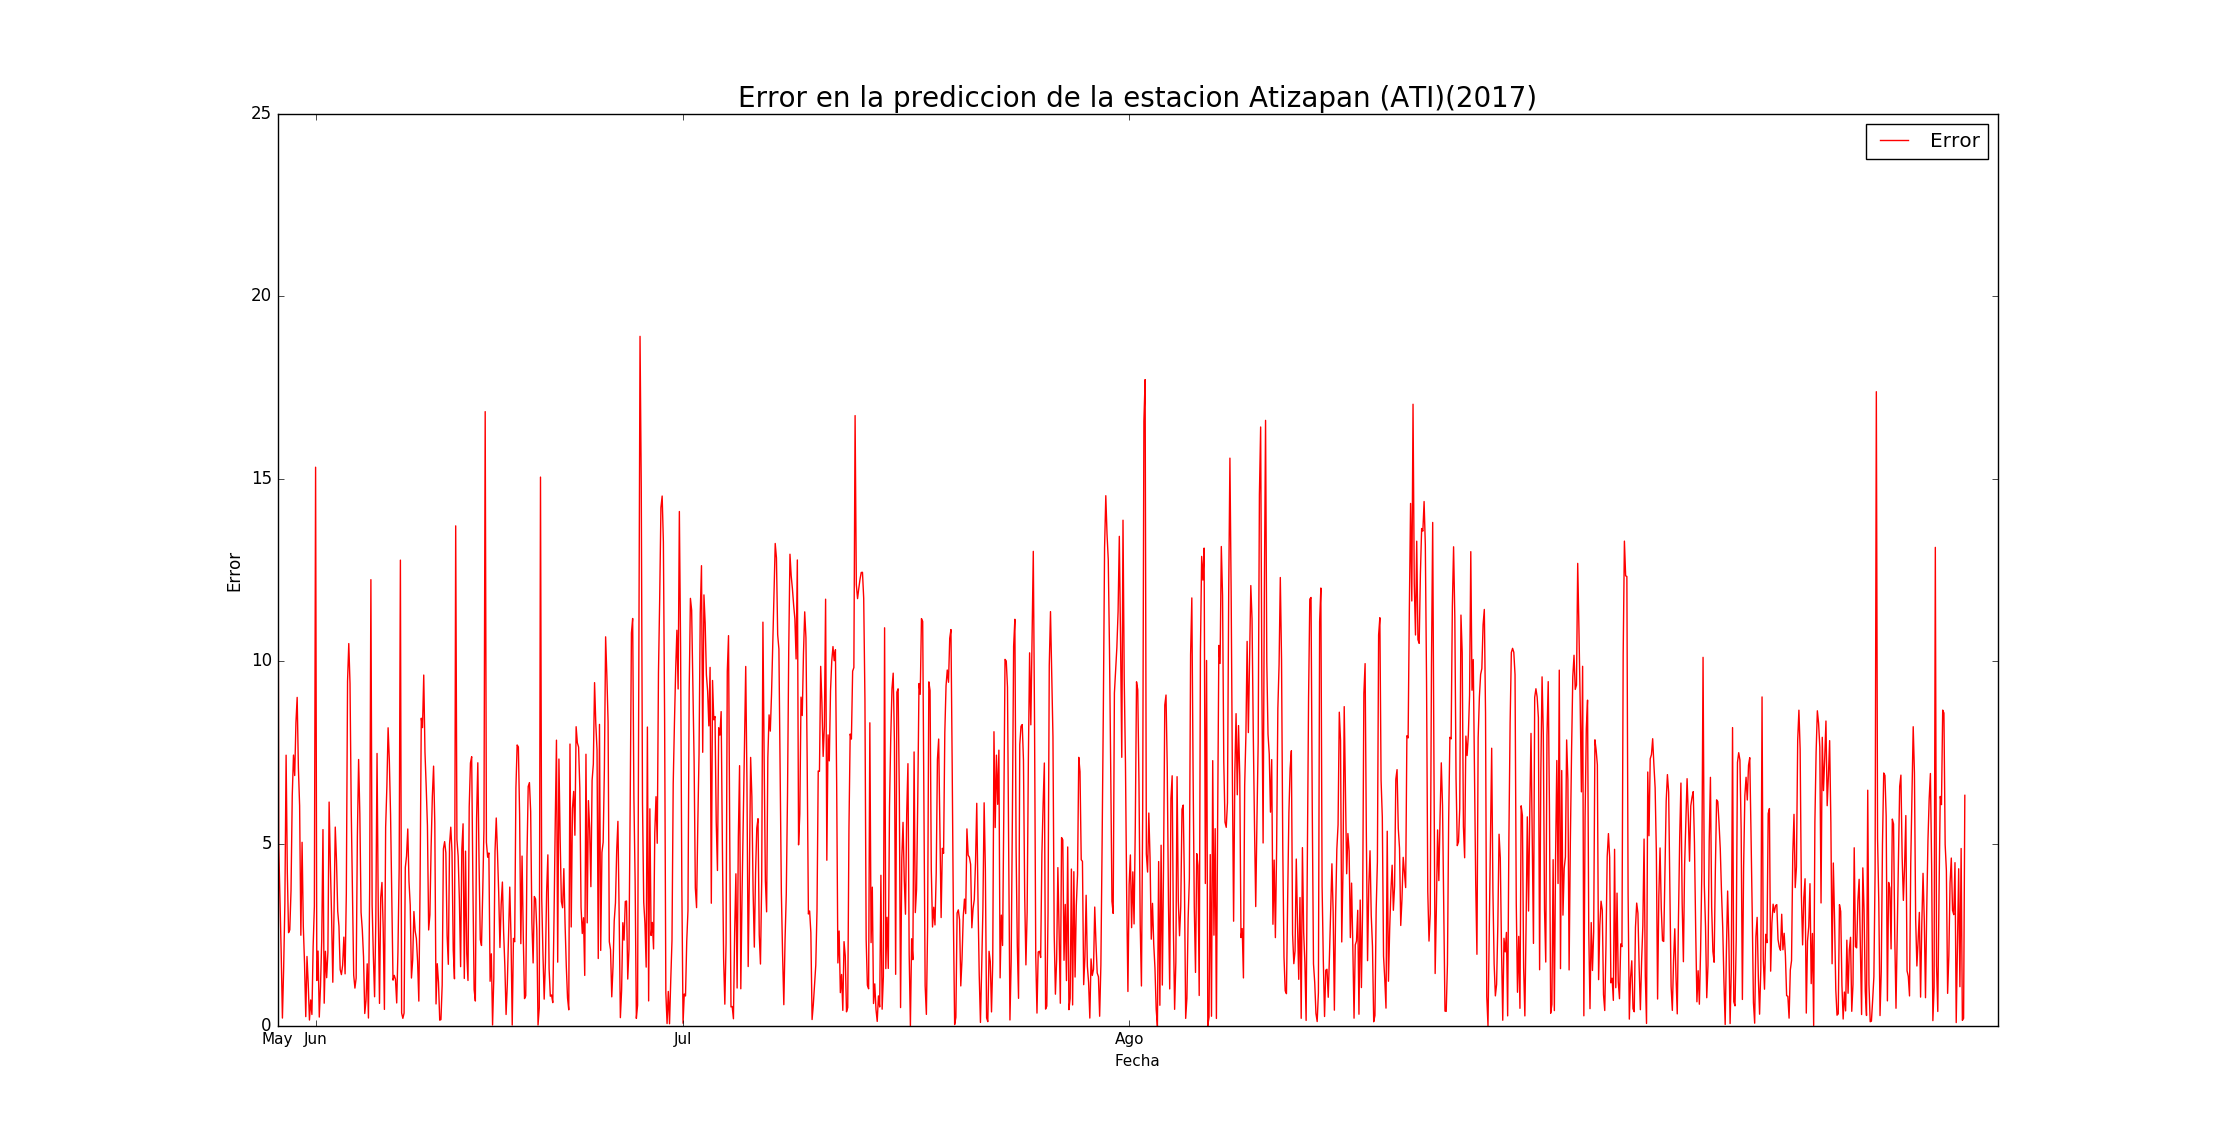 Error en la prediccion de la estacion Atizapan (ATI)(2017)
Error
25
20
15
10
5
0
Error
May Jun Jul Ago
Fecha